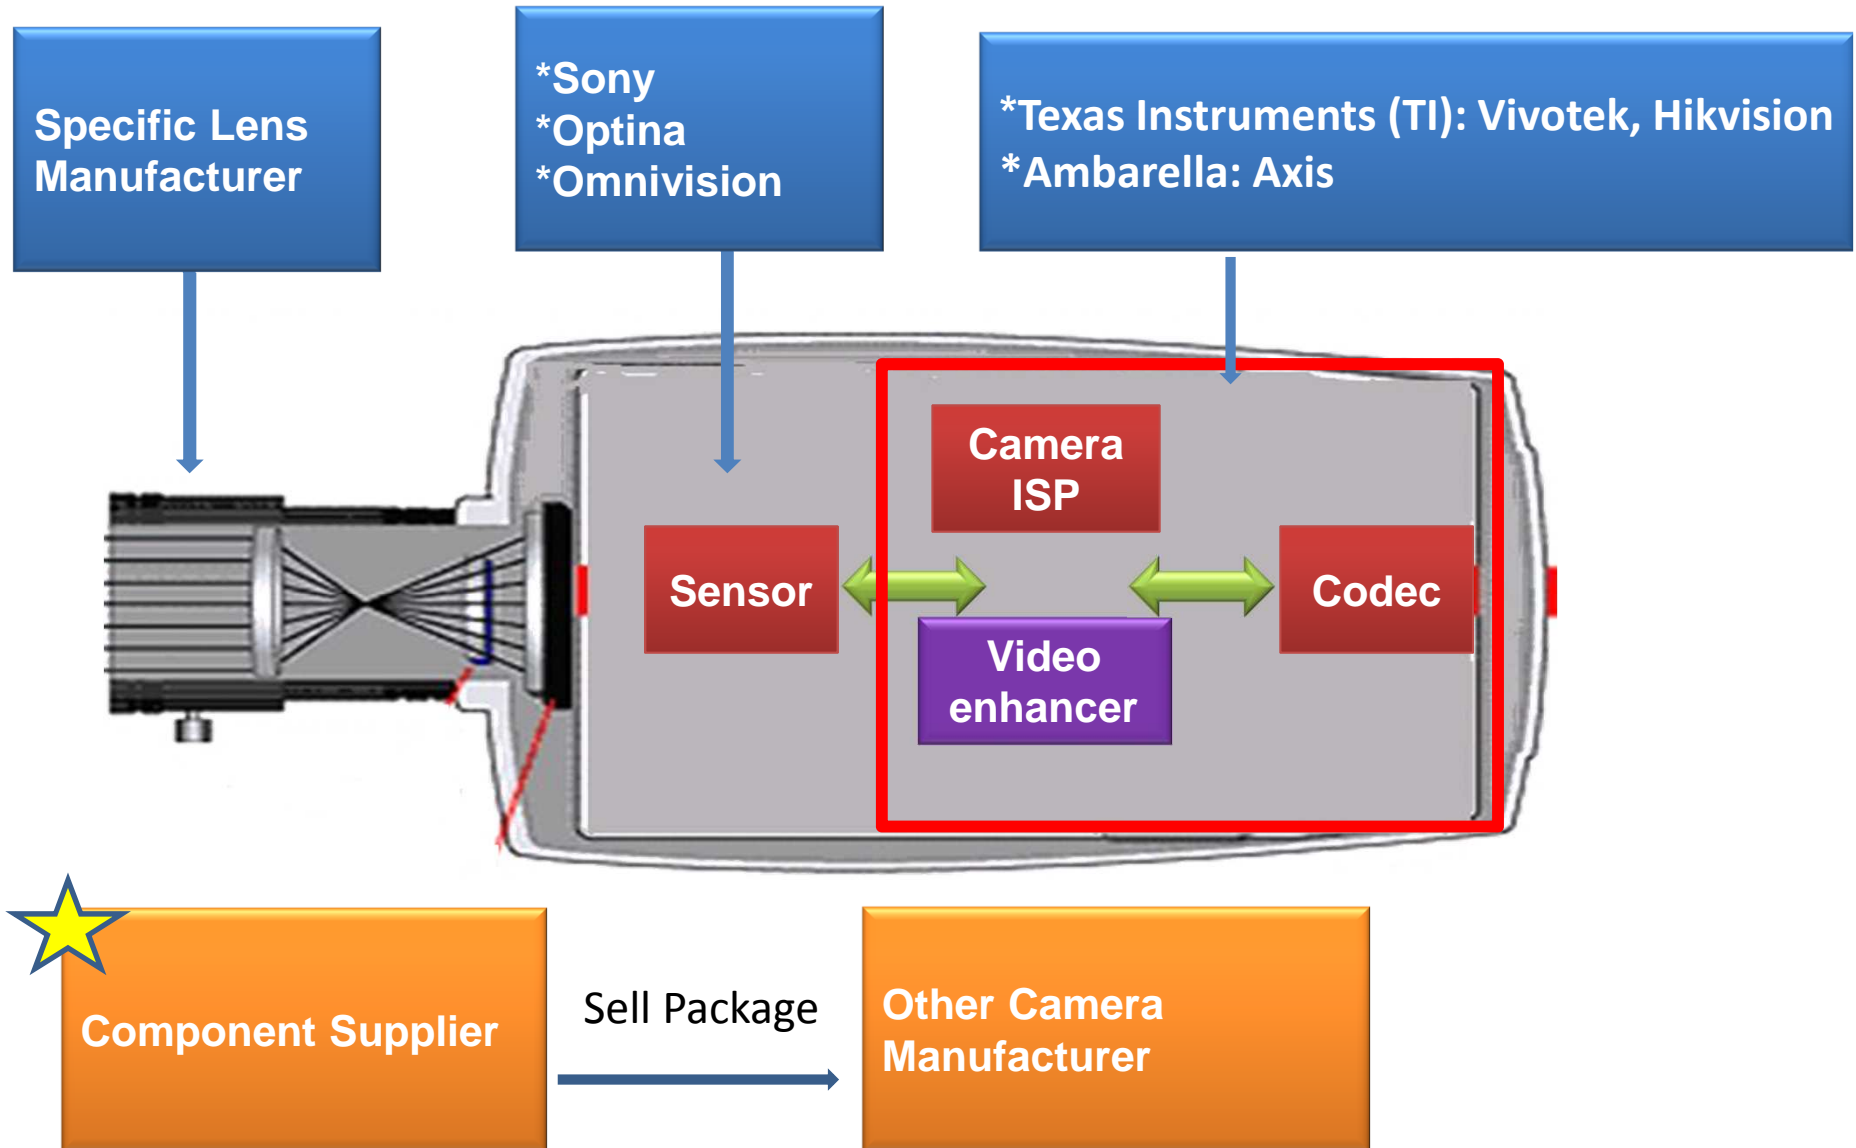 Specific Lens
Manufacturer
*Sony
*Optina
*Omnivision
*Texas Instruments (TI): Vivotek, Hikvision
*Ambarella: Axis
Camera
ISP
Sensor
Codec
Video
enhancer
Component Supplier
Sell Package
Other Camera
Manufacturer